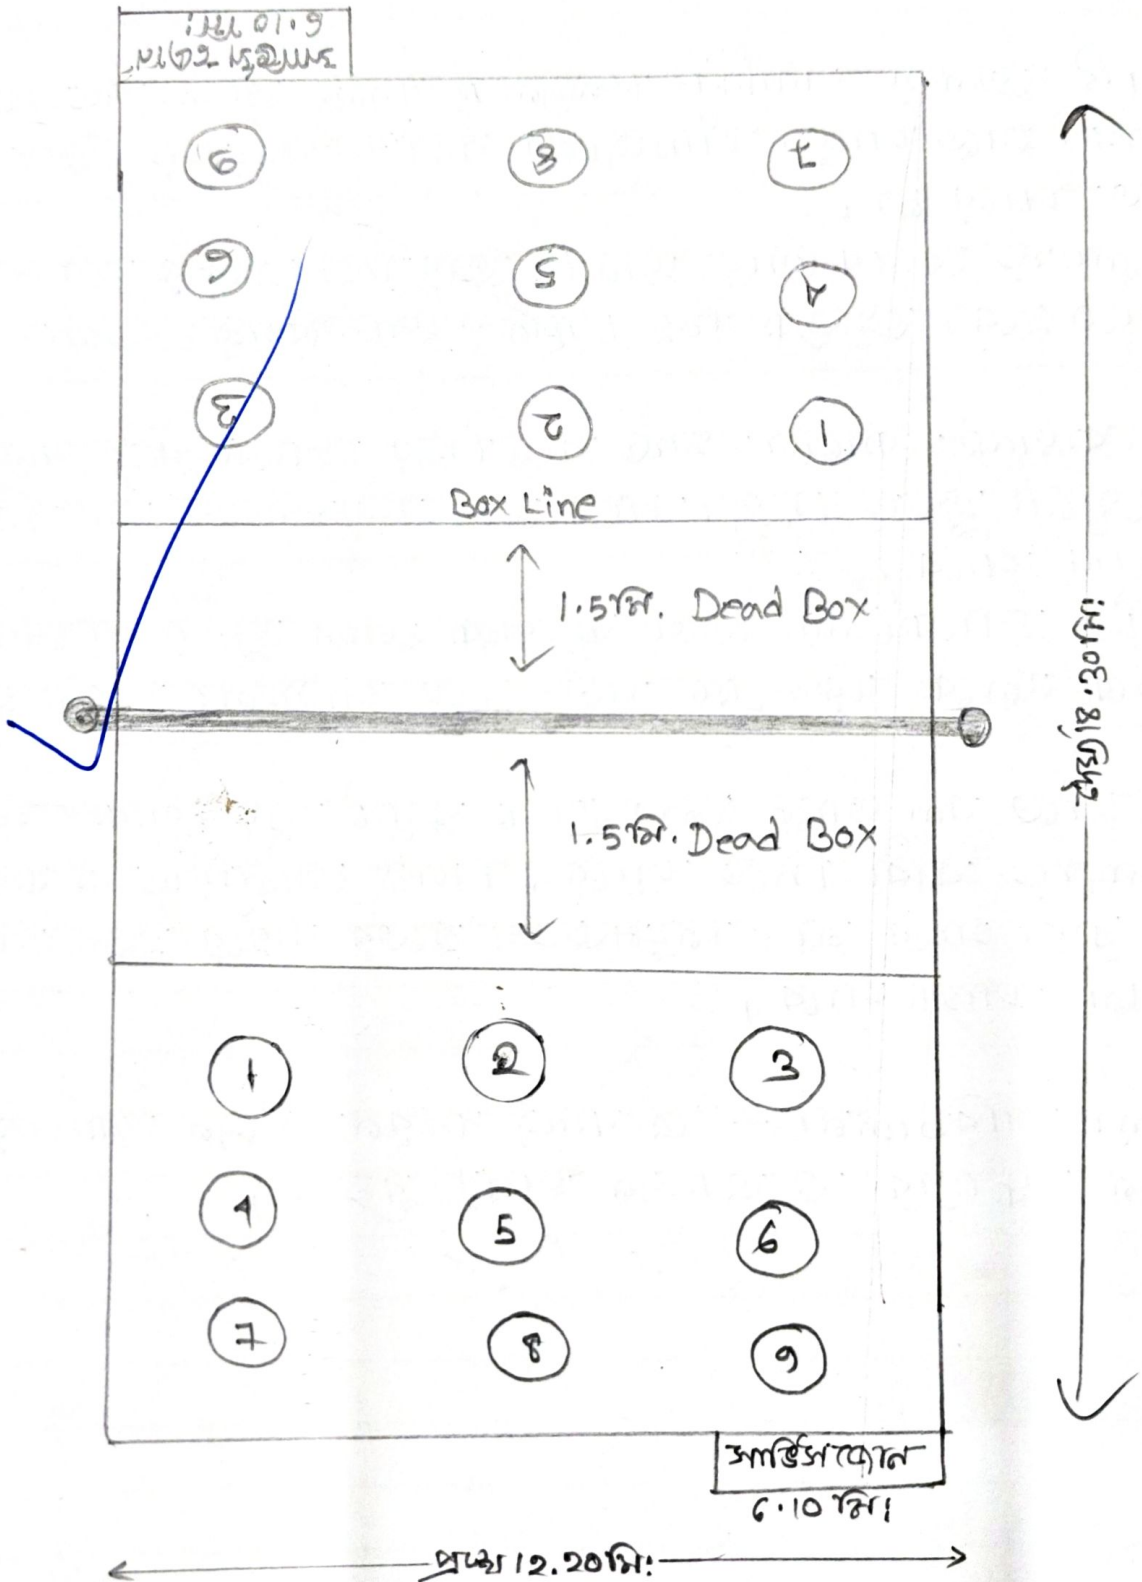 সার্ভিস জোন
6.10 মি।
9 8 7
6 5 4
3 2 1
Box Line
1.5মি. Dead Box
1.5মি. Dead Box
1 2 3
4 5 6
7 8 9
সার্ভিস জোন
6.10 মি।
প্রস্থ 12.20মি:
দৈর্ঘ্য 18.30মি: